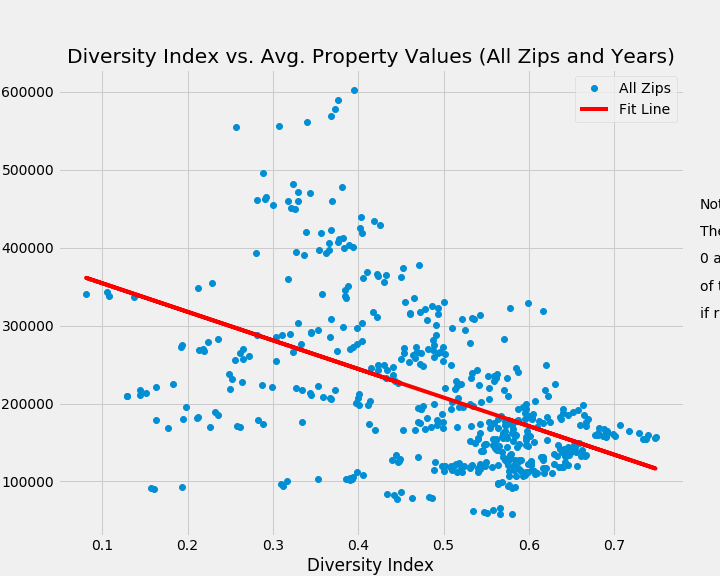 Diversity Index vs. Avg. Property Values (All Zips and Years)
All Zips
Fit Line
600000
500000
400000
300000
200000
100000
0 a
of t
if r
0.1 0.2 0.3 0.4 0.5 0.6 0.7
Diversity Index